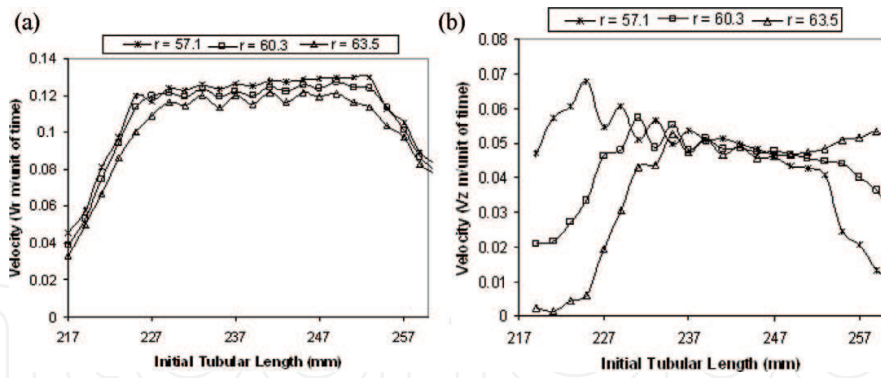 (a)
r = 57.1 r = 60.3 r = 63.5
Velocity (Vr m/unit of time)
0.14
0.12
0.1
0.08
0.06
0.04
0.02
0
217 227 237 247 257
Initial Tubular Length (mm)
(b)
r = 57.1 r = 60.3 r = 63.5
Velocity (Vz m/unit of time)
0.08
0.07
0.06
0.05
0.04
0.03
0.02
0.01
0
217 227 237 247 257
Initial Tubular Length (mm)